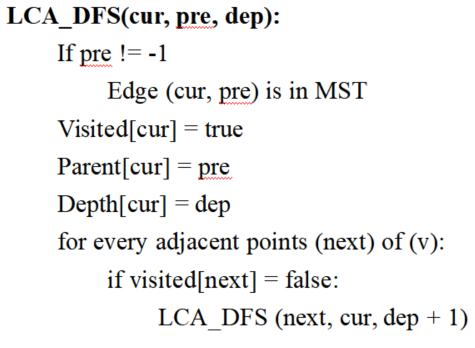 LCA_DFS(cur, pre, dep):
If pre != -1
Edge (cur, pre) is in MST
Visited[cur] = true
Parent[cur] = pre
Depth[cur] = dep
for every adjacent points (next) of (v):
if visited[next] = false:
LCA_DFS (next, cur, dep + 1)